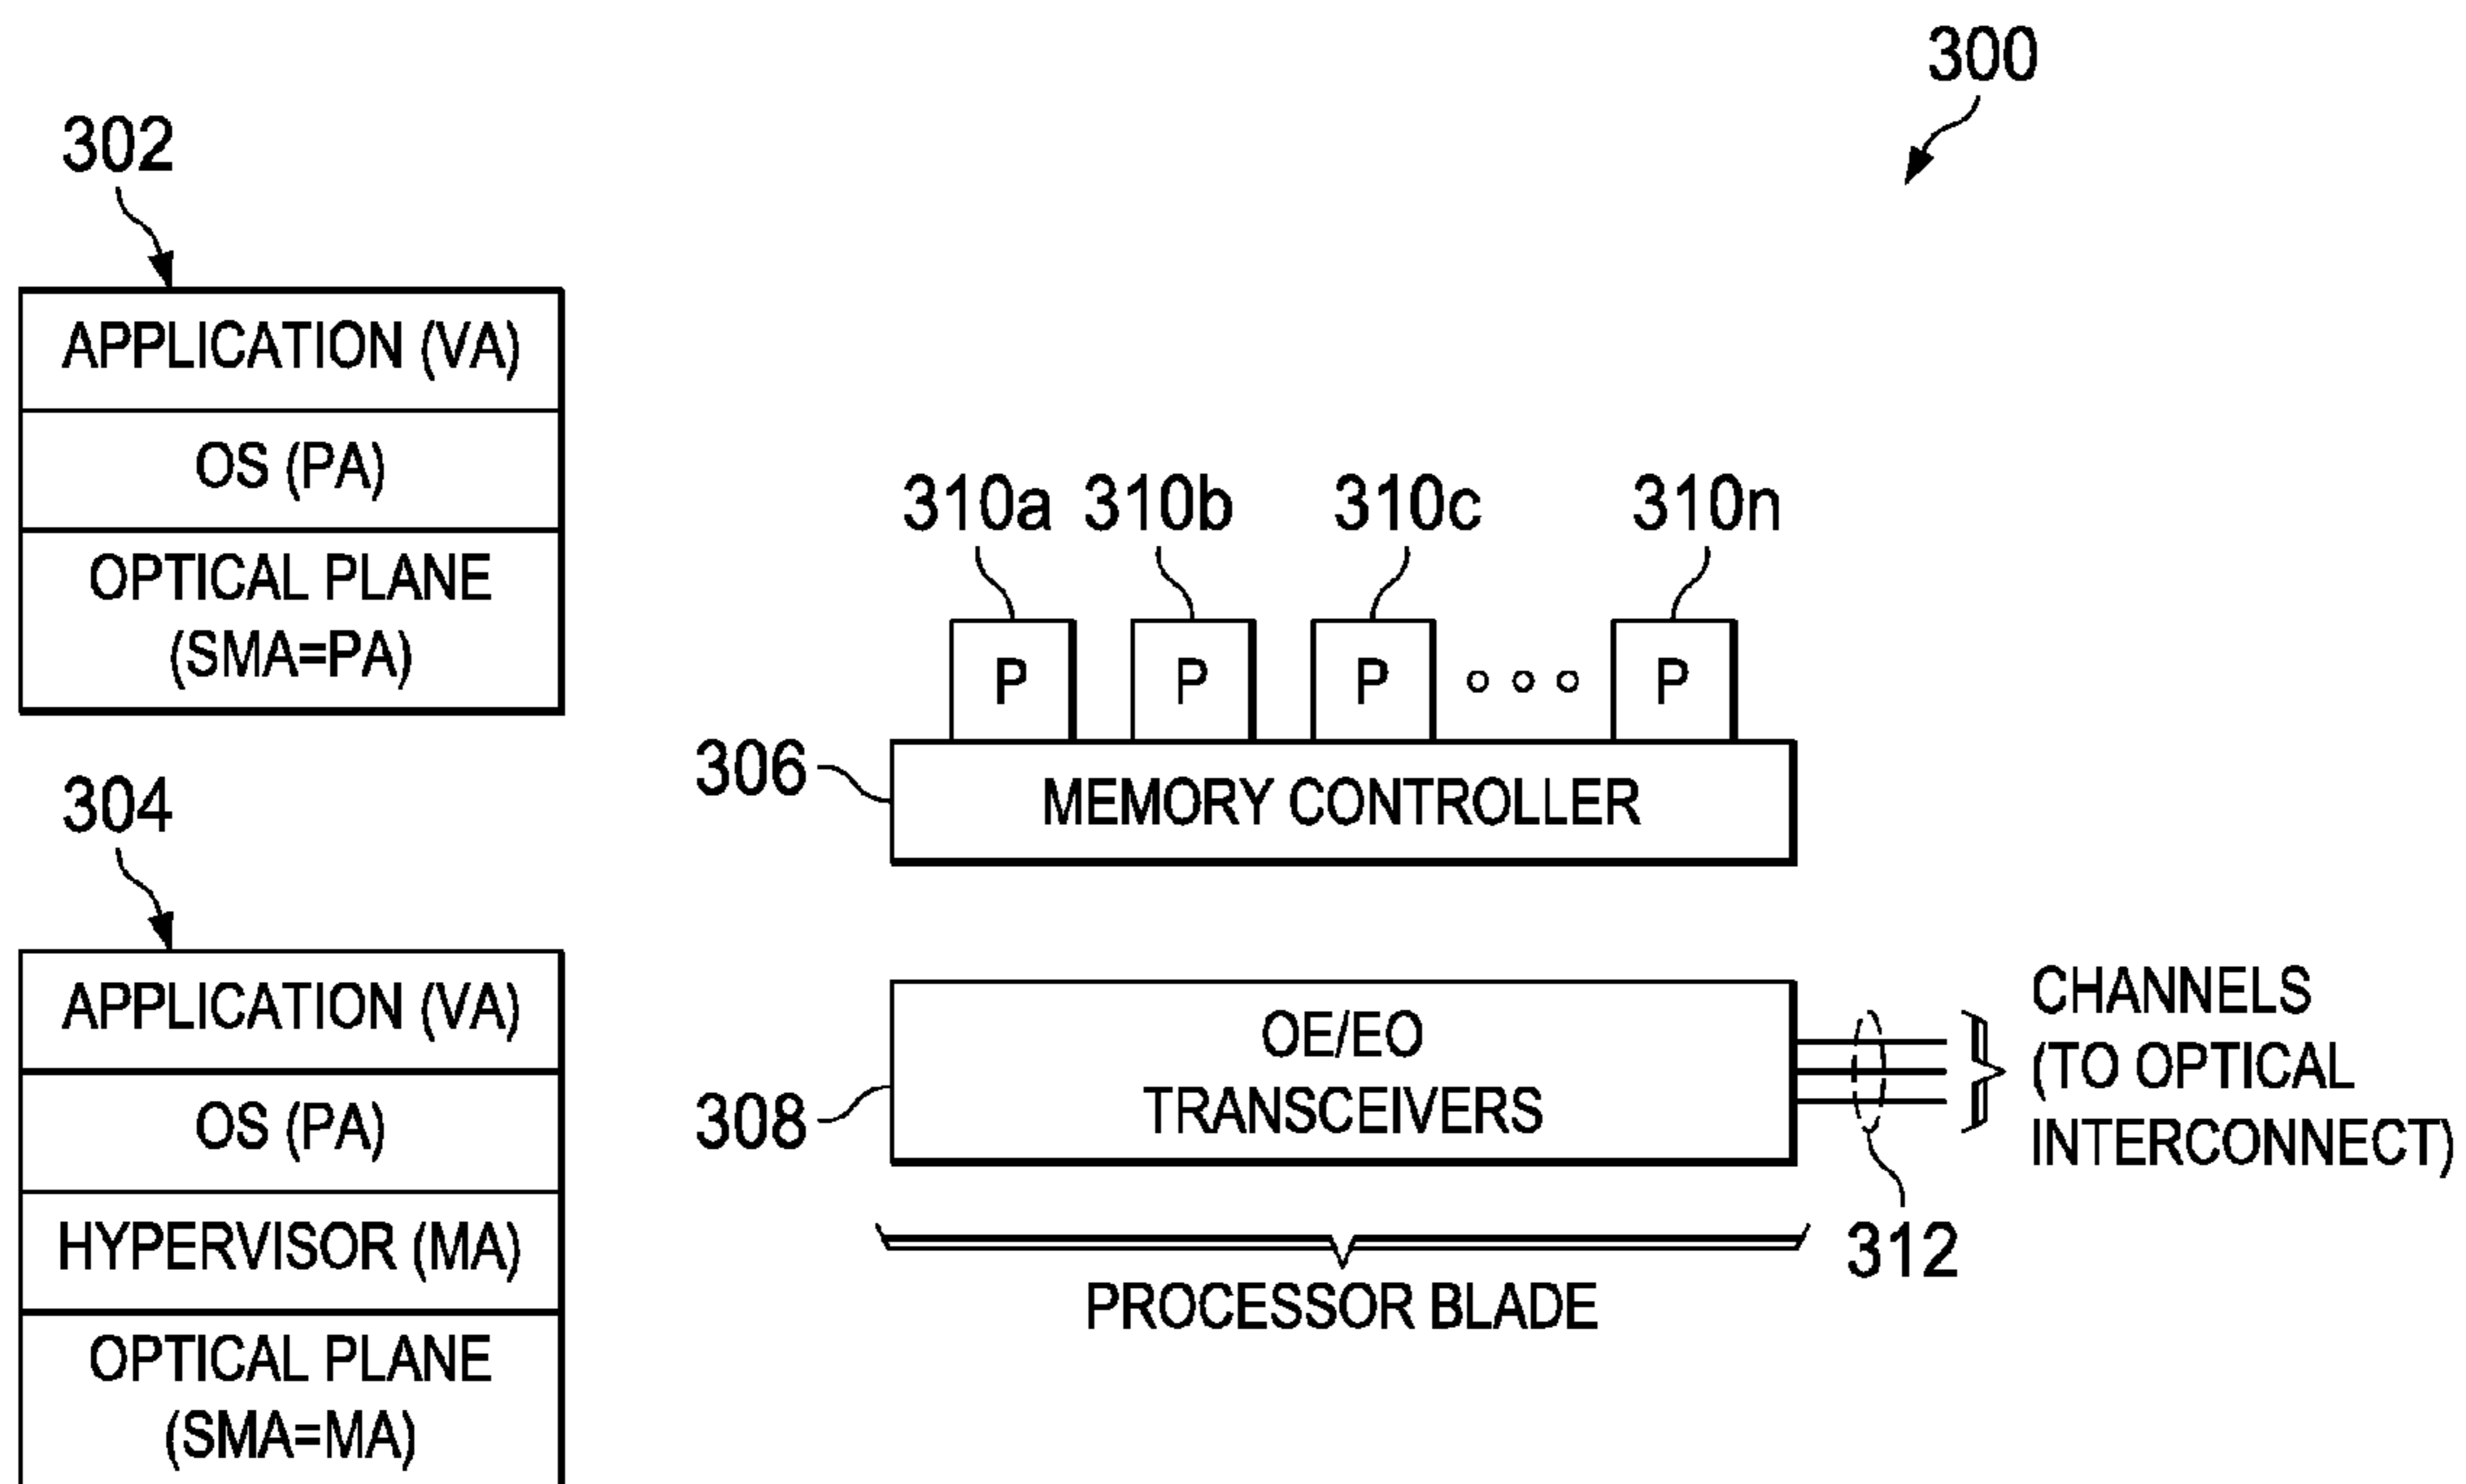 300
302
APPLICATION (VA)
OS (PA)
OPTICAL PLANE
(SMA=PA)
304
APPLICATION (VA)
OS (PA)
HYPERVISOR (MA)
OPTICAL PLANE
(SMA=MA)
310a 310b 310c 310n
P P P P
306
MEMORY CONTROLLER
308
OE/EO
TRANSCEIVERS
CHANNELS
(TO OPTICAL
INTERCONNECT)
312
PROCESSOR BLADE